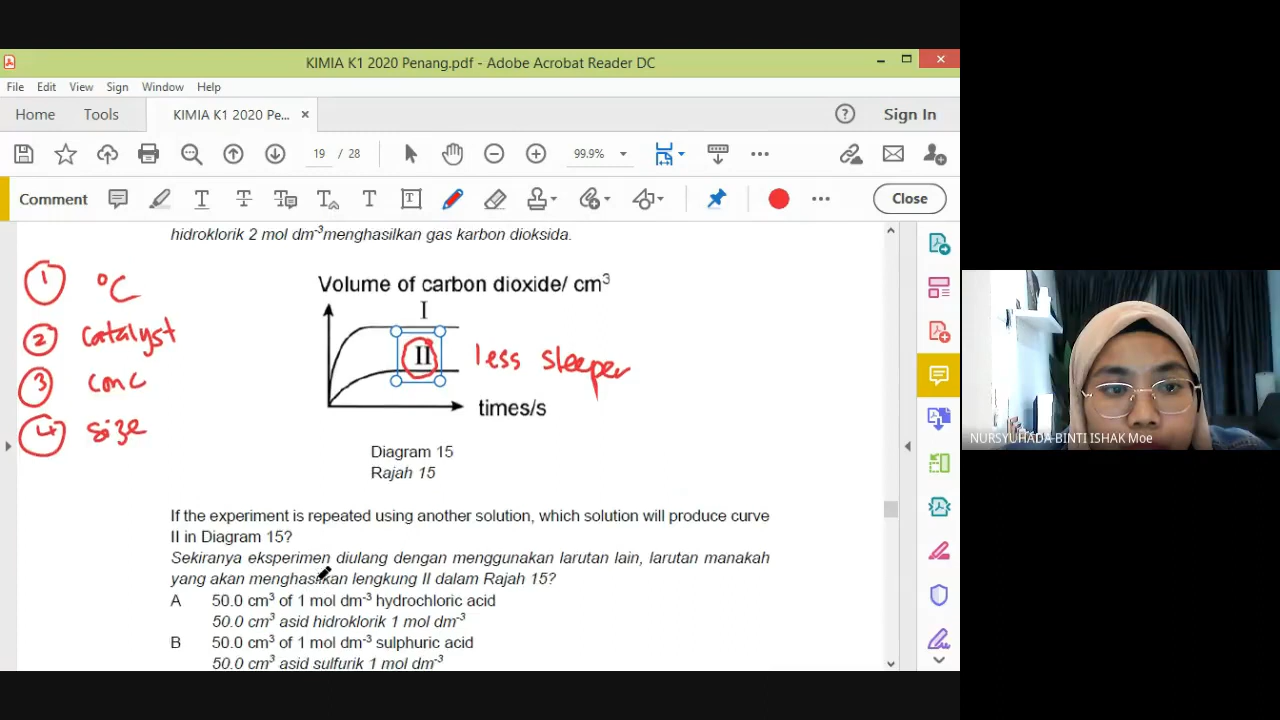 KIMIA K1 2020 Penang.pdf - Adobe Acrobat Reader DC
File Edit View Sign Window Help
Home Tools KIMIA K1 2020 Pe... × Sign In
19 / 28 99.9%
Comment Close
hidroklorik 2 mol dm⁻³menghasilkan gas karbon dioksida.
1 °C
2 catalyst
3 conc
4 size
Volume of carbon dioxide/ cm³
I
II less sleeper
times/s
Diagram 15
Rajah 15
If the experiment is repeated using another solution, which solution will produce curve
II in Diagram 15?
Sekiranya eksperimen diulang dengan menggunakan larutan lain, larutan manakah
yang akan menghasilkan lengkung II dalam Rajah 15?
A 50.0 cm³ of 1 mol dm⁻³ hydrochloric acid
50.0 cm³ asid hidroklorik 1 mol dm⁻³
B 50.0 cm³ of 1 mol dm⁻³ sulphuric acid
50.0 cm³ asid sulfurik 1 mol dm⁻³
NURSYUHADA BINTI ISHAK Moe